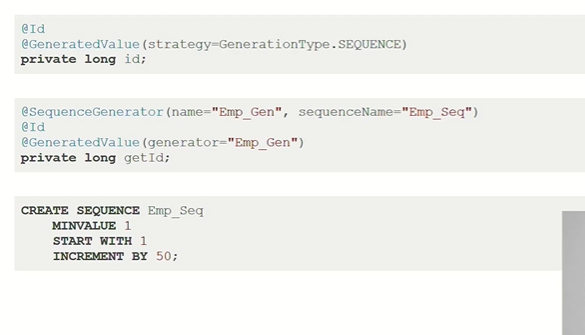 @Id
@GeneratedValue(strategy=GenerationType.SEQUENCE)
private long id;
@SequenceGenerator(name="Emp_Gen", sequenceName="Emp_Seq")
@Id
@GeneratedValue(generator="Emp_Gen")
private long getId;
CREATE SEQUENCE Emp_Seq
MINVALUE 1
START WITH 1
INCREMENT BY 50;